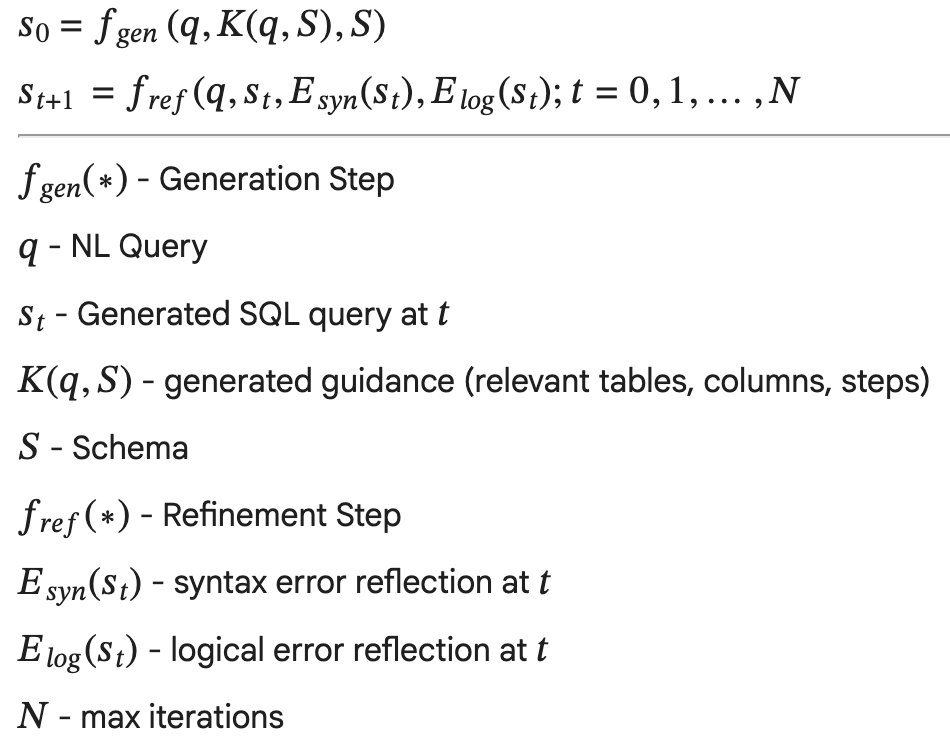 s₀ = f_gen (q, K(q, S), S)
s_{t+1} = f_ref (q, s_t, E_syn(s_t), E_log(s_t); t = 0, 1, … , N
f_gen(*) - Generation Step
q - NL Query
s_t - Generated SQL query at t
K(q, S) - generated guidance (relevant tables, columns, steps)
S - Schema
f_ref (*) - Refinement Step
E_syn(s_t) - syntax error reflection at t
E_log(s_t) - logical error reflection at t
N - max iterations